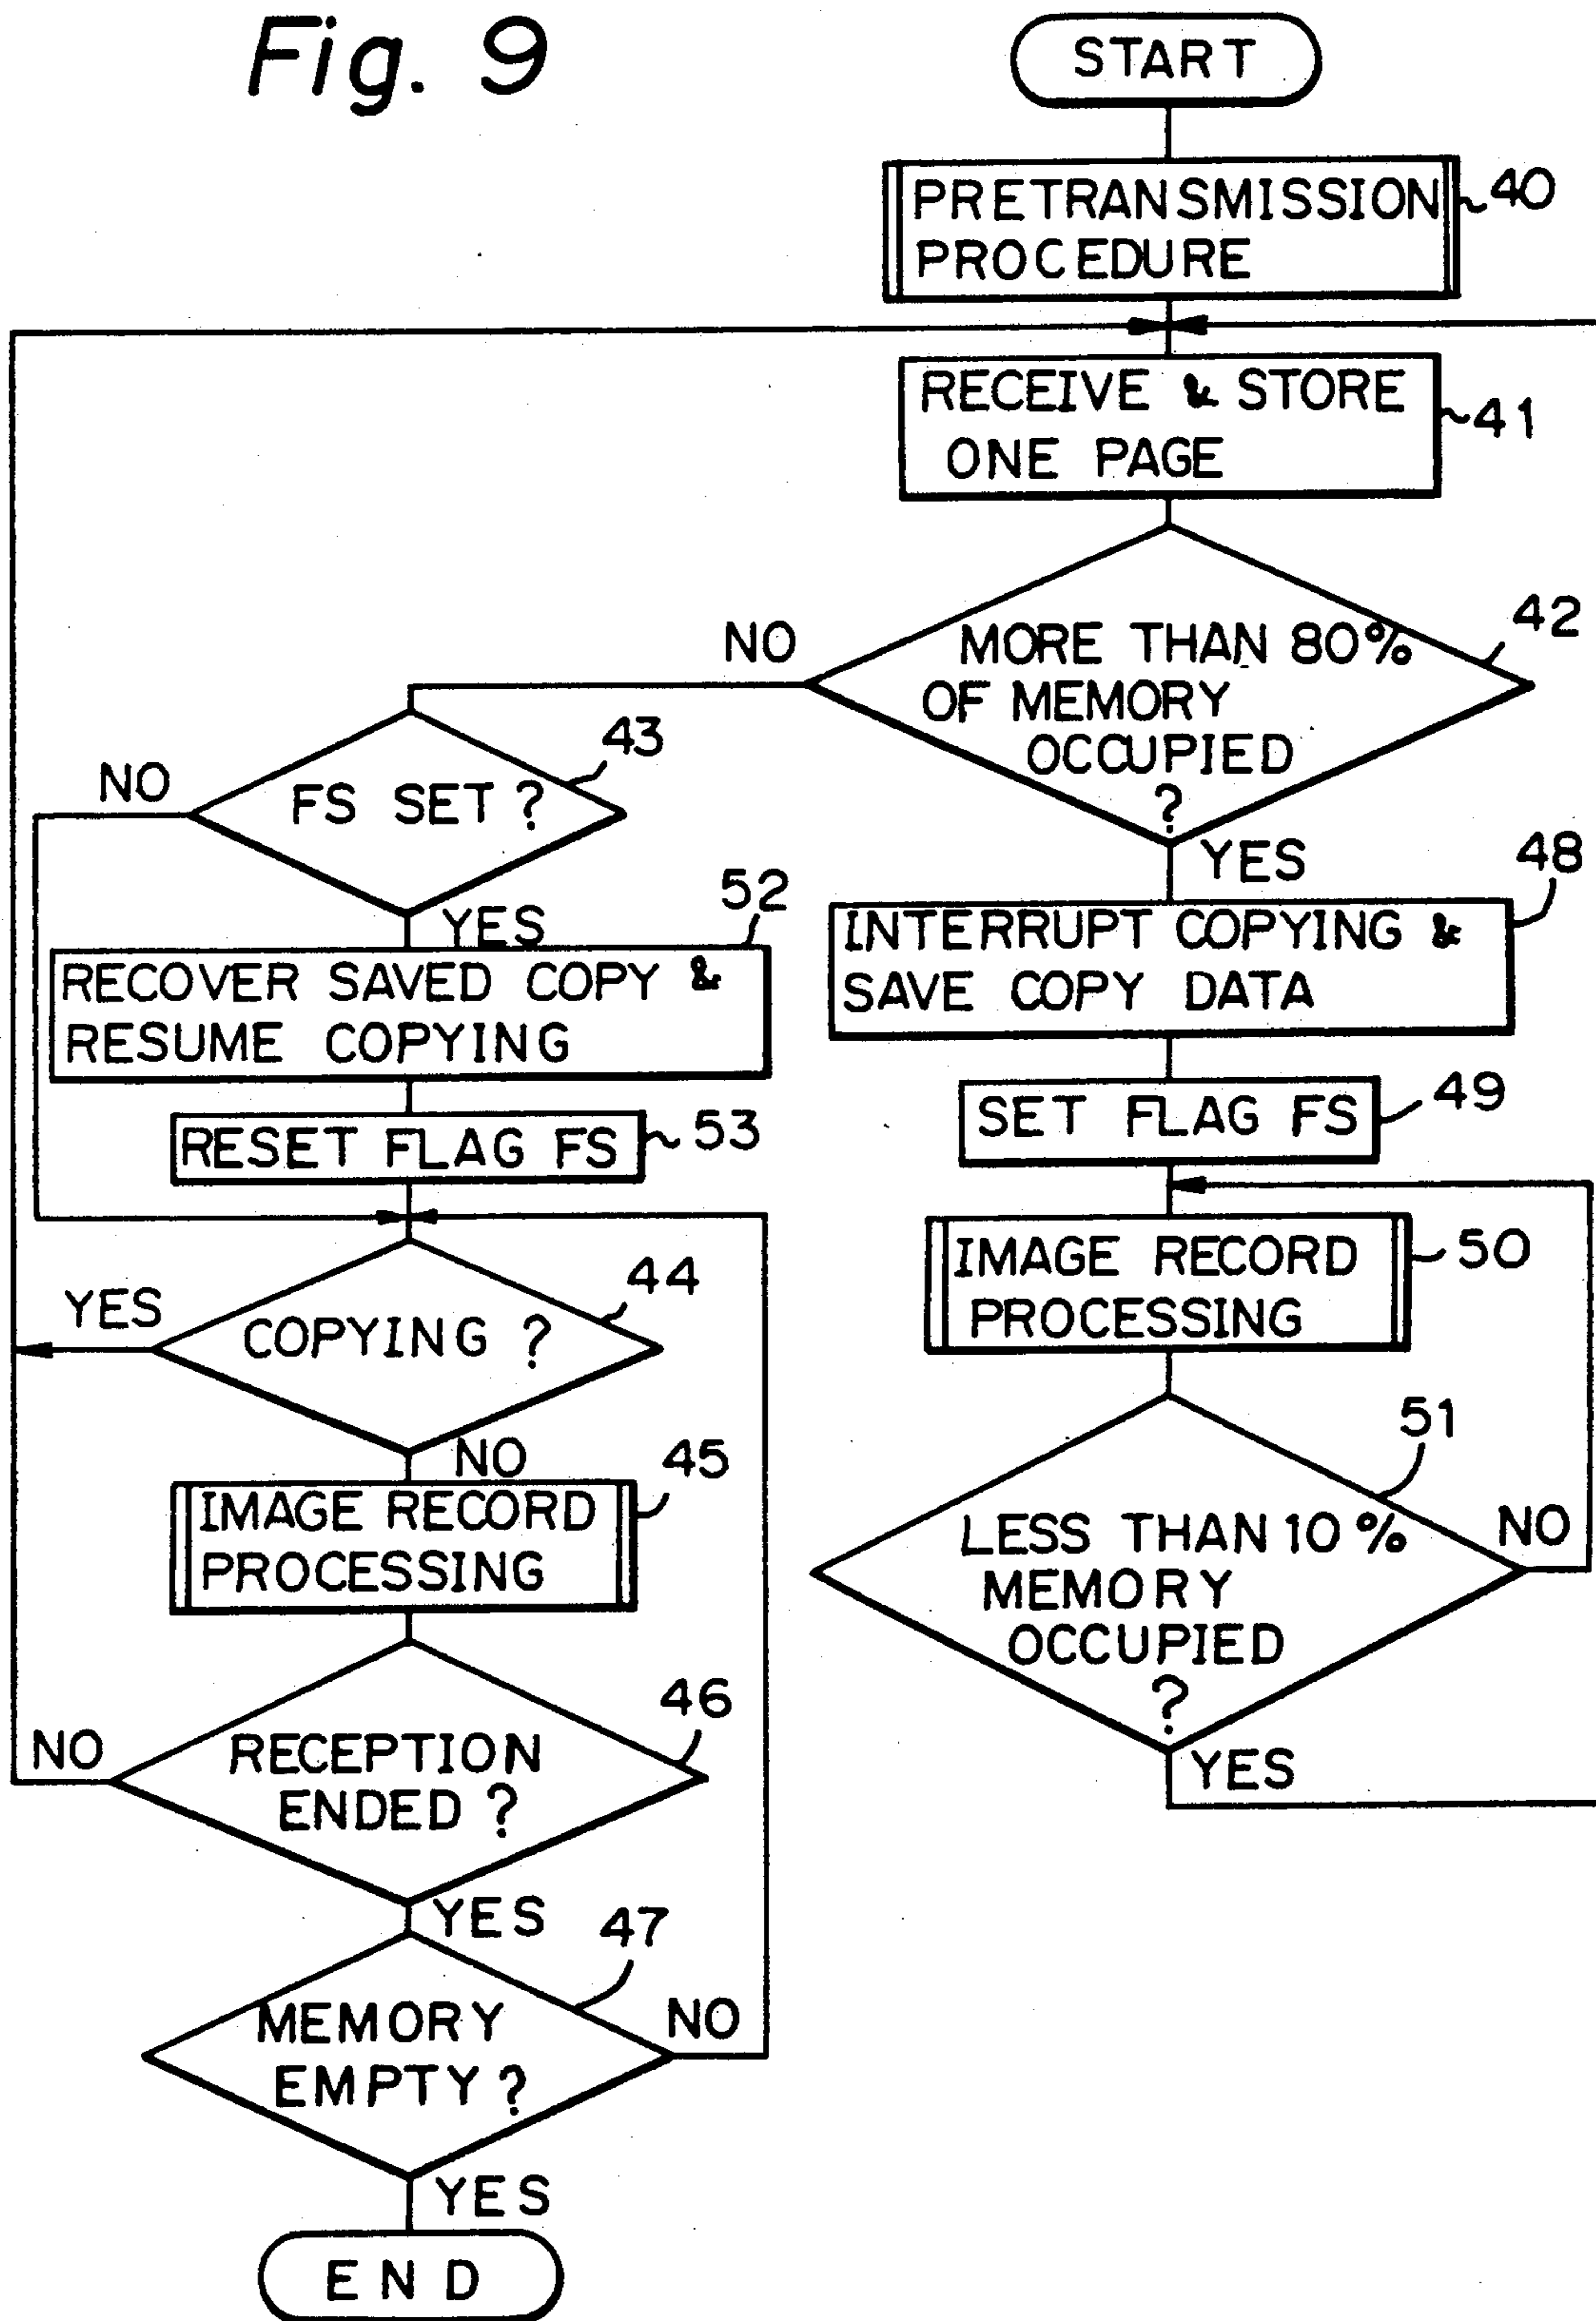 Fig. 9
START
PRETRANSMISSION
PROCEDURE
40
RECEIVE & STORE
ONE PAGE
41
MORE THAN 80%
OF MEMORY
OCCUPIED
?
42
NO
YES
FS SET ?
43
NO
YES
RECOVER SAVED COPY &
RESUME COPYING
52
RESET FLAG FS
53
COPYING ?
44
YES
NO
IMAGE RECORD
PROCESSING
45
RECEPTION
ENDED ?
46
NO
YES
MEMORY
EMPTY ?
47
NO
YES
END
INTERRUPT COPYING &
SAVE COPY DATA
48
SET FLAG FS
49
IMAGE RECORD
PROCESSING
50
LESS THAN 10 %
MEMORY
OCCUPIED
?
51
NO
YES